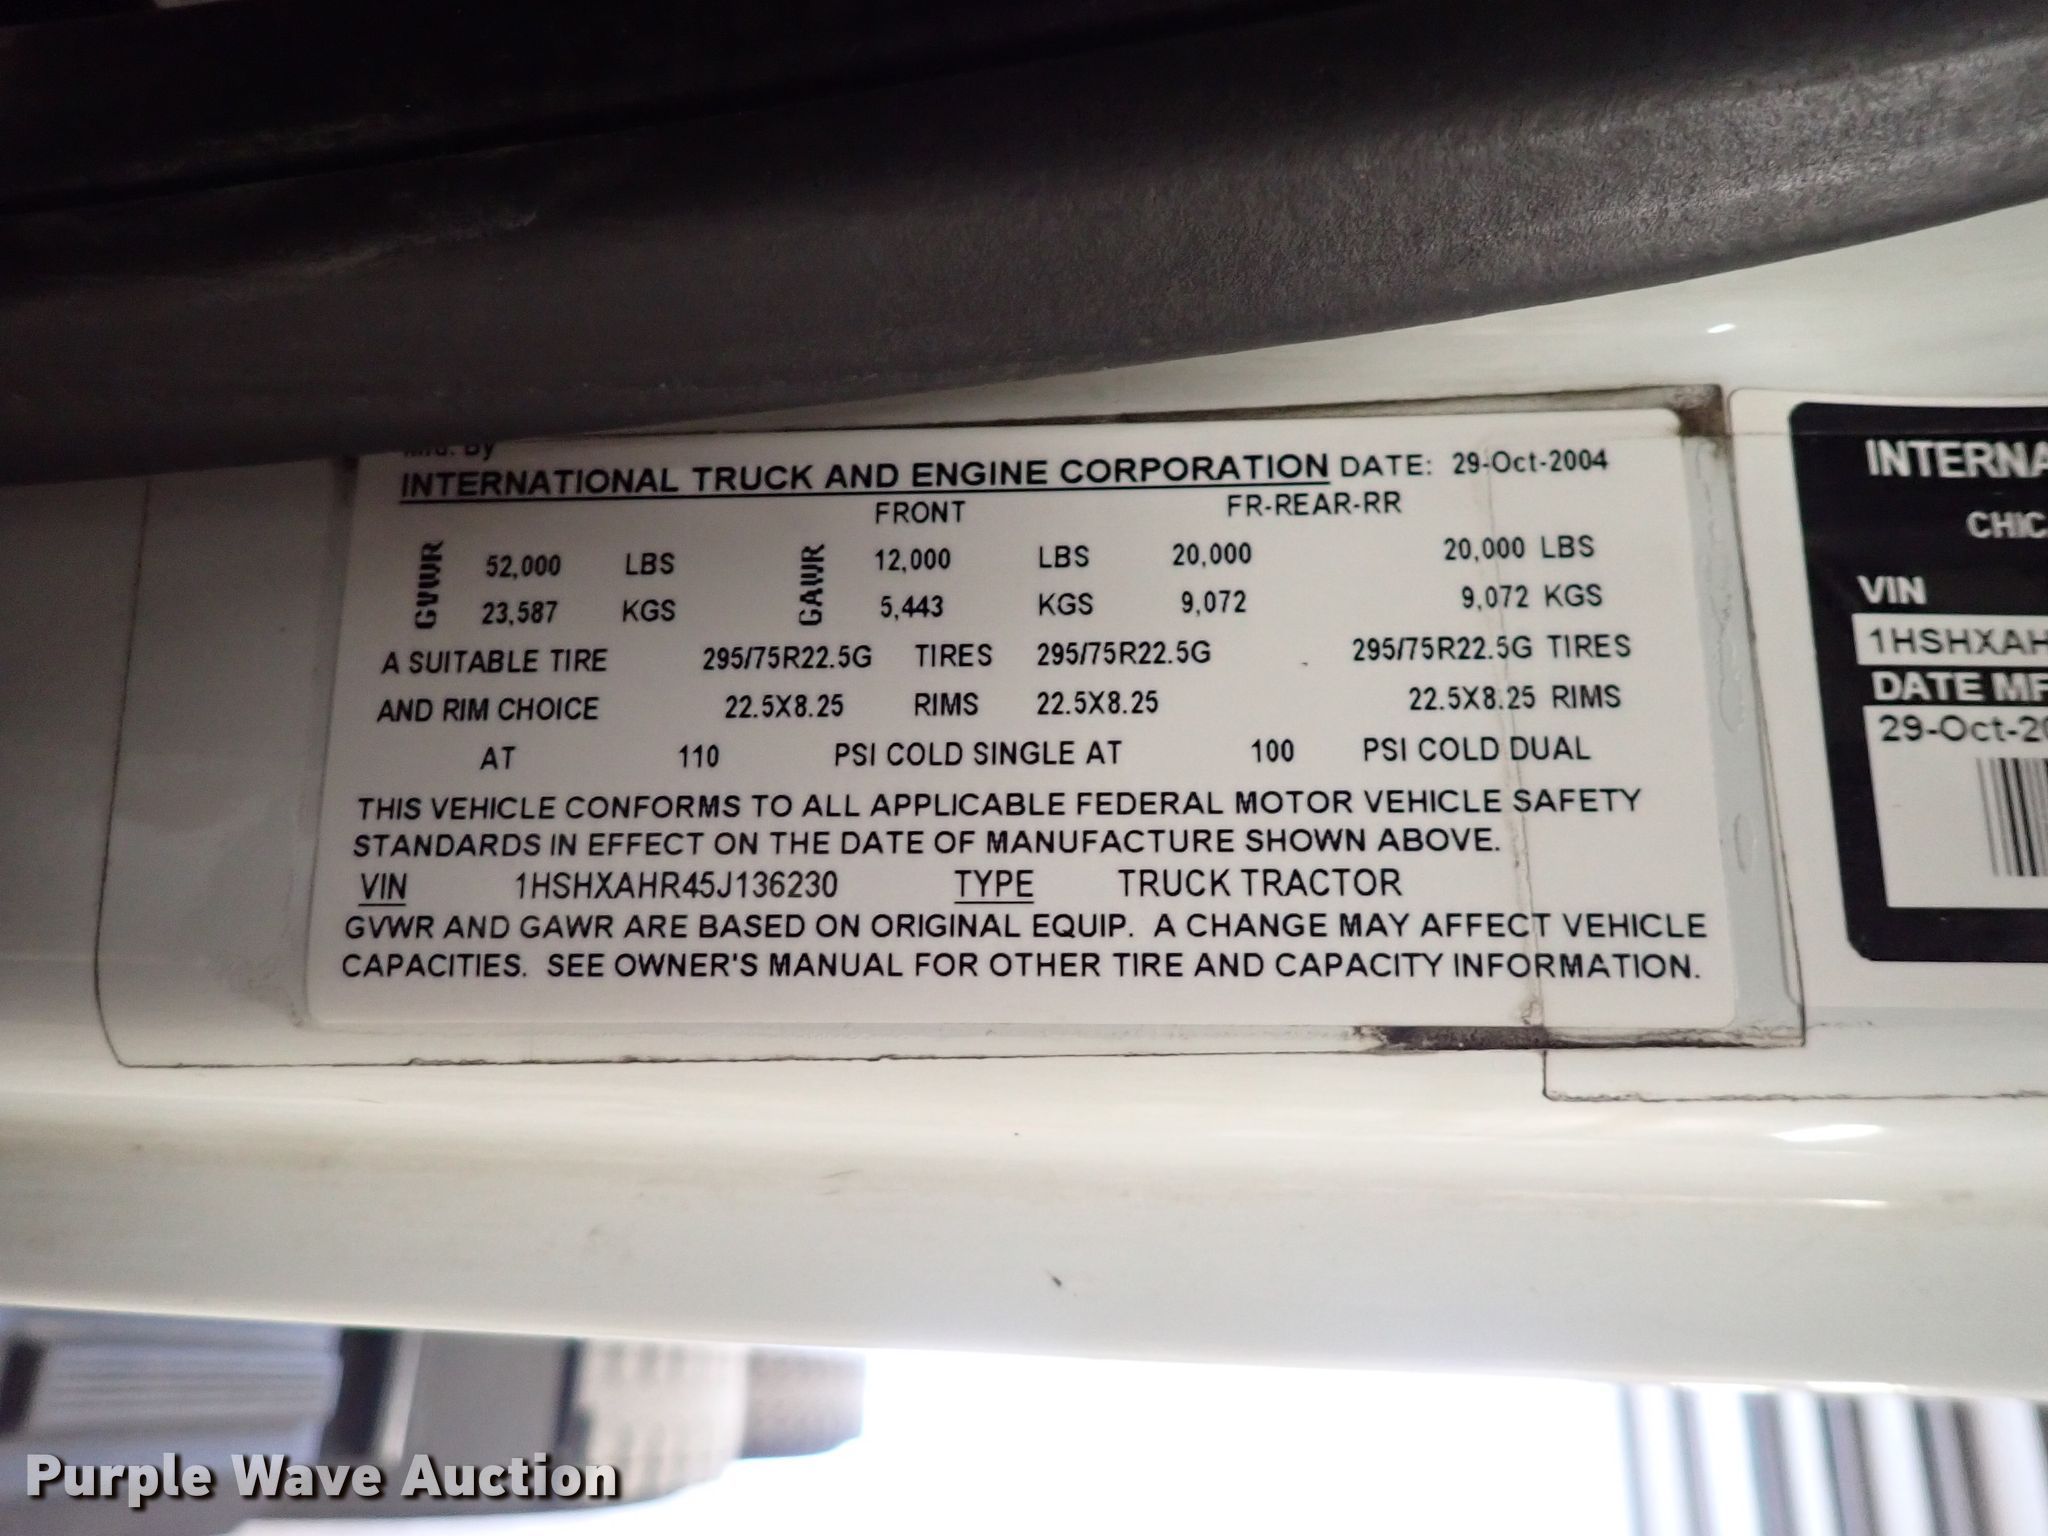 Mfd. By
INTERNATIONAL TRUCK AND ENGINE CORPORATION DATE: 29-Oct-2004
FRONT FR-REAR-RR
GVWR 52,000 LBS GAWR 12,000 LBS 20,000 20,000 LBS
23,587 KGS 5,443 KGS 9,072 9,072 KGS
A SUITABLE TIRE 295/75R22.5G TIRES 295/75R22.5G 295/75R22.5G TIRES
AND RIM CHOICE 22.5X8.25 RIMS 22.5X8.25 22.5X8.25 RIMS
AT 110 PSI COLD SINGLE AT 100 PSI COLD DUAL
THIS VEHICLE CONFORMS TO ALL APPLICABLE FEDERAL MOTOR VEHICLE SAFETY
STANDARDS IN EFFECT ON THE DATE OF MANUFACTURE SHOWN ABOVE.
VIN 1HSHXAHR45J136230 TYPE TRUCK TRACTOR
GVWR AND GAWR ARE BASED ON ORIGINAL EQUIP. A CHANGE MAY AFFECT VEHICLE
CAPACITIES. SEE OWNER'S MANUAL FOR OTHER TIRE AND CAPACITY INFORMATION.
INTERNA
CHIC
VIN
1HSHXAH
DATE MF
29-Oct-20
Purple Wave Auction